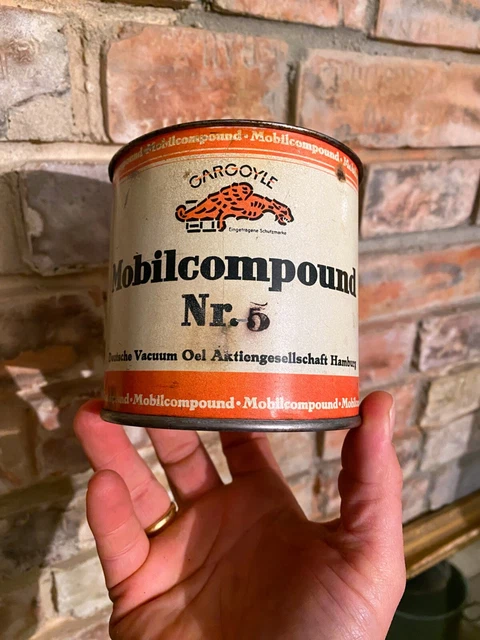 Mobilcompound · Mobilcompound
GARGOYLE
Eingetragene Schutzmarke
Mobilcompound
Nr. 5
Deutsche Vacuum Oel Aktiengesellschaft Hamburg
Mobilcompound · Mobilcompound